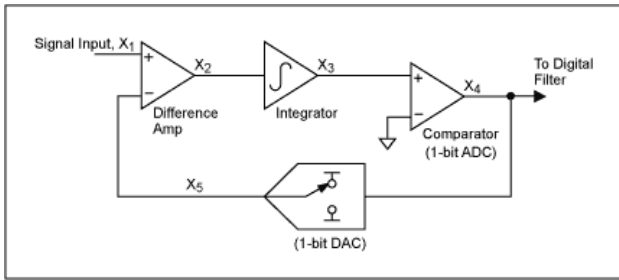 Signal Input, X1
+
−
X2
Difference
Amp
X3
Integrator
+
−
X4
Comparator
(1-bit ADC)
To Digital
Filter
X5
(1-bit DAC)